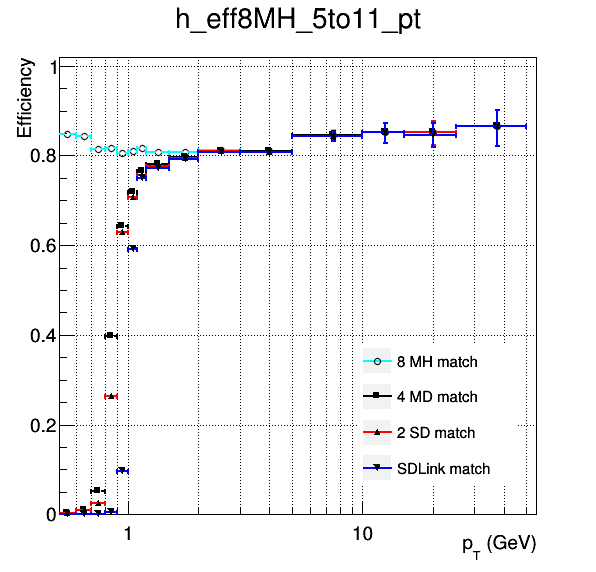 h_eff8MH_5to11_pt
Efficiency
1
0.8
0.6
0.4
0.2
0
8 MH match
4 MD match
2 SD match
SDLink match
1
10
pT (GeV)